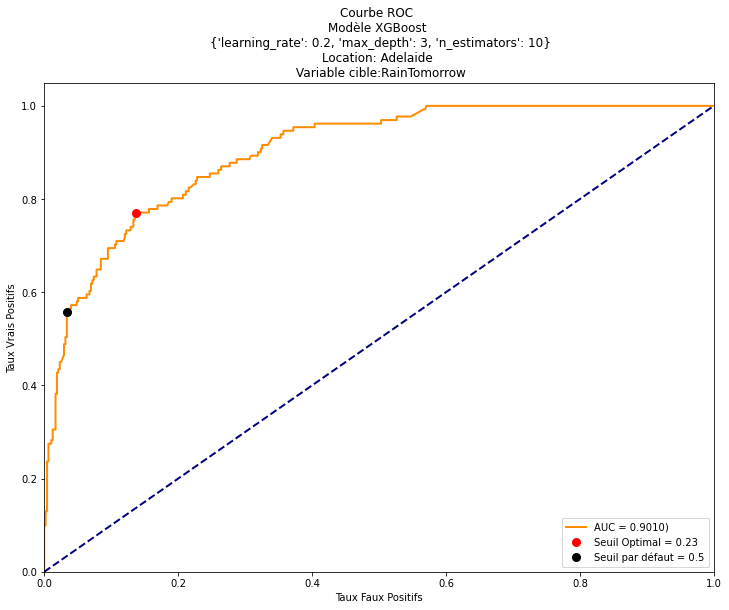 Courbe ROC
Modèle XGBoost
{'learning_rate': 0.2, 'max_depth': 3, 'n_estimators': 10}
Location: Adelaide
Variable cible:RainTomorrow
1.0
0.8
0.6
0.4
0.2
0.0
Taux Vrais Positifs
0.0 0.2 0.4 0.6 0.8 1.0
Taux Faux Positifs
AUC = 0.9010)
Seuil Optimal = 0.23
Seuil par défaut = 0.5